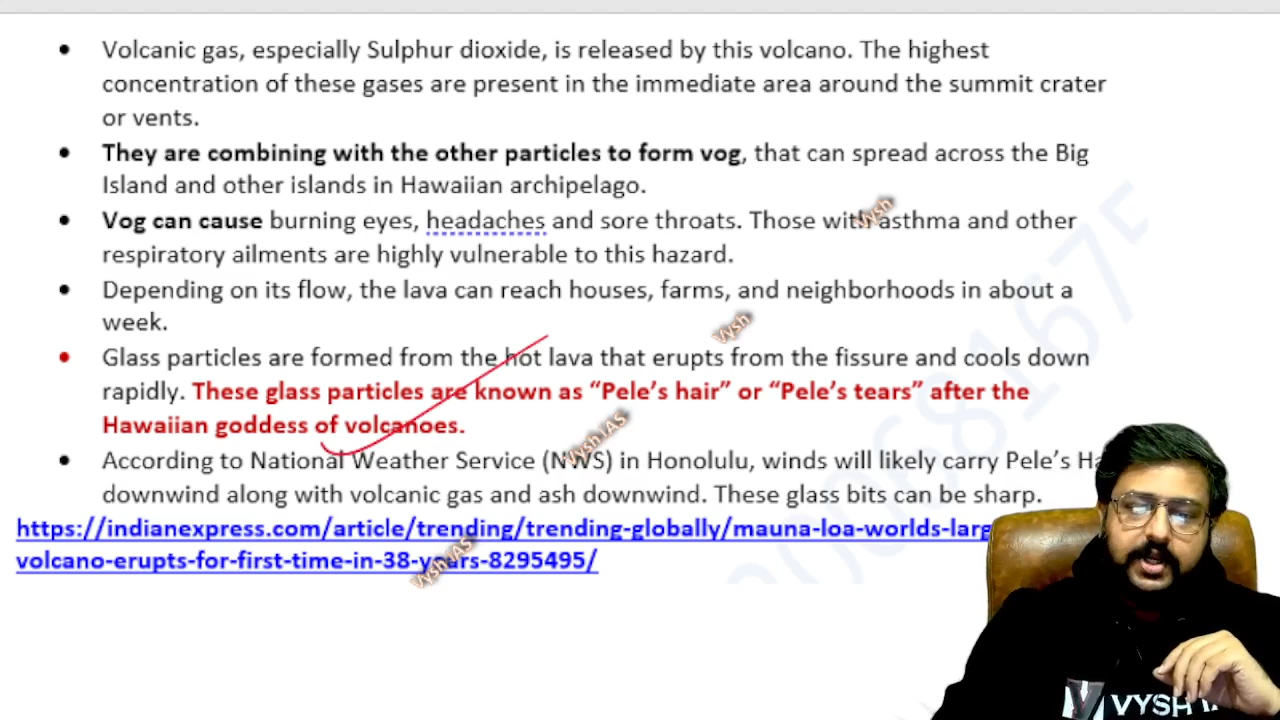 Volcanic gas, especially Sulphur dioxide, is released by this volcano. The highest
concentration of these gases are present in the immediate area around the summit crater
or vents.
They are combining with the other particles to form vog, that can spread across the Big
Island and other islands in Hawaiian archipelago.
Vog can cause burning eyes, headaches and sore throats. Those with asthma and other
respiratory ailments are highly vulnerable to this hazard.
Depending on its flow, the lava can reach houses, farms, and neighborhoods in about a
week.
Glass particles are formed from the hot lava that erupts from the fissure and cools down
rapidly. These glass particles are known as “Pele’s hair” or “Pele’s tears” after the
Hawaiian goddess of volcanoes.
According to National Weather Service (NWS) in Honolulu, winds will likely carry Pele’s
downwind along with volcanic gas and ash downwind. These glass bits can be sharp.
https://indianexpress.com/article/trending/trending-globally/mauna-loa-worlds-larg
volcano-erupts-for-first-time-in-38-years-8295495/
Vysh
Vysh
Vysh IAS
Vysh IAS
VYSH